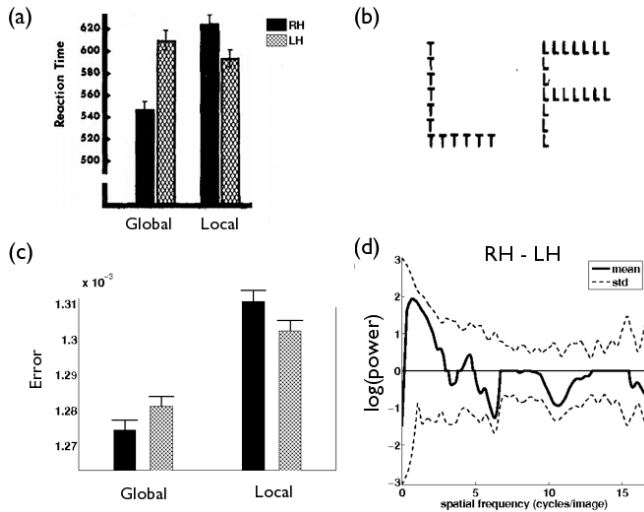 (a)
Reaction Time
620
600
580
560
540
520
500
RH
LH
Global Local
(b)
T
T
T
T
T
T
T T T T T T
L L L L L L L
L
L
L L L L L L L
L
L
L
(c)
x 10⁻³
Error
1.31
1.3
1.29
1.28
1.27
Global Local
(d)
RH - LH
mean
std
log(power)
3
2
1
0
-1
-2
-3
0 5 10 15
spatial frequency (cycles/image)